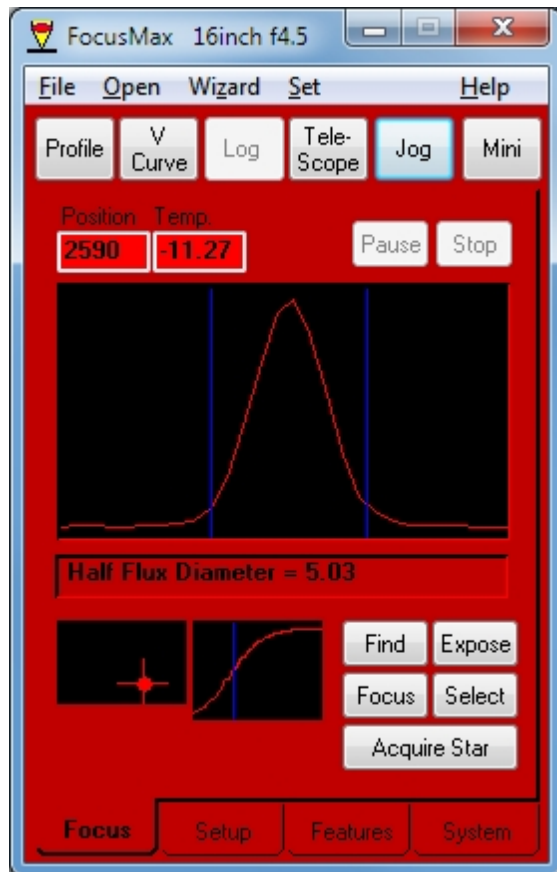 FocusMax 16inch f4.5
File Open Wizard Set Help
Profile V Curve Log Tele-Scope Jog Mini
Position Temp.
2590 -11.27 Pause Stop
Half Flux Diameter = 5.03
Find Expose
Focus Select
Acquire Star
Focus Setup Features System